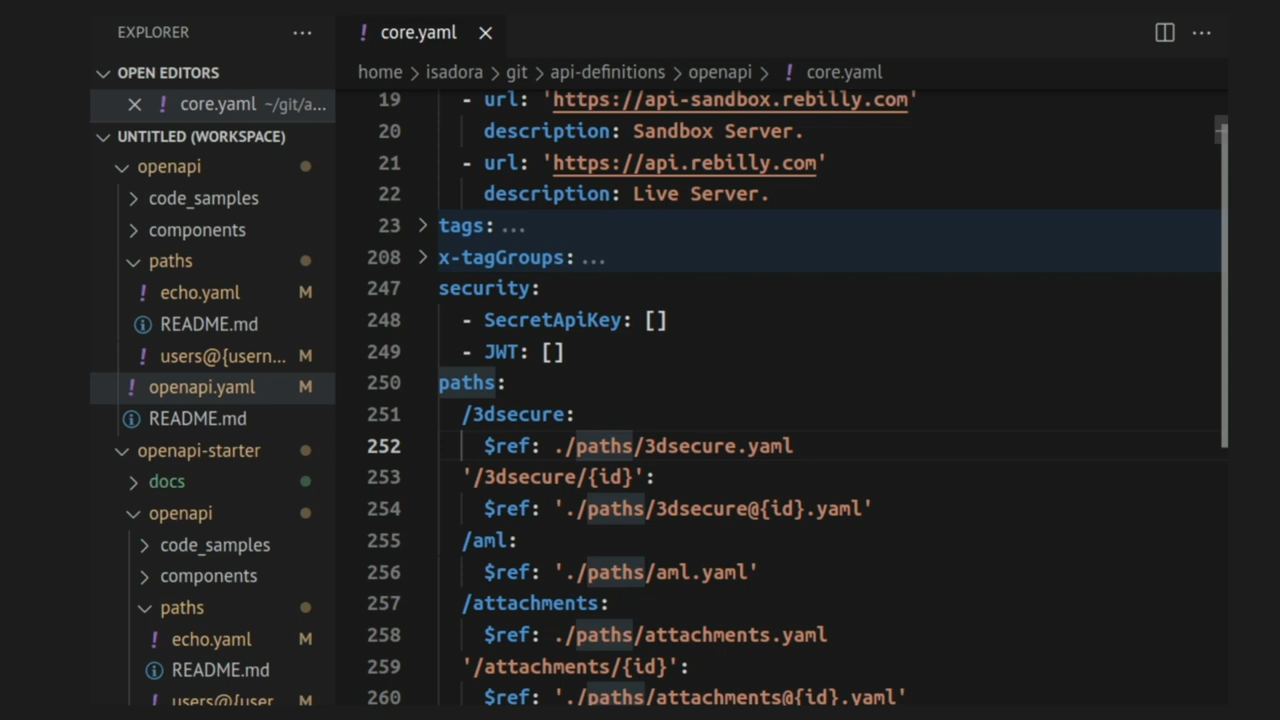 EXPLORER
OPEN EDITORS
core.yaml ~/git/a...
UNTITLED (WORKSPACE)
openapi
code_samples
components
paths
echo.yaml M
README.md
users@{usern... M
openapi.yaml M
README.md
openapi-starter
docs
openapi
code_samples
components
paths
echo.yaml M
README.md
users@{user M
core.yaml
home > isadora > git > api-definitions > openapi > ! core.yaml
19 - url: 'https://api-sandbox.rebilly.com'
20 description: Sandbox Server.
21 - url: 'https://api.rebilly.com'
22 description: Live Server.
23 > tags: ...
208 > x-tagGroups: ...
247 security:
248 - SecretApiKey: []
249 - JWT: []
250 paths:
251 /3dsecure:
252 $ref: ./paths/3dsecure.yaml
253 '/3dsecure/{id}':
254 $ref: './paths/3dsecure@{id}.yaml'
255 /aml:
256 $ref: './paths/aml.yaml'
257 /attachments:
258 $ref: ./paths/attachments.yaml
259 '/attachments/{id}':
260 $ref: './paths/attachments@{id}.yaml'